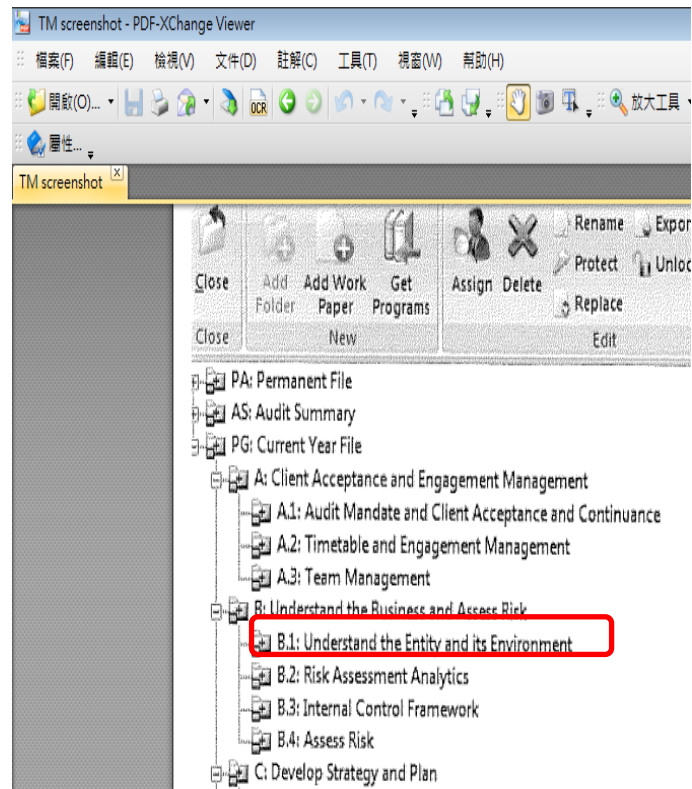 TM screenshot - PDF-XChange Viewer
檔案(F) 編輯(E) 檢視(V) 文件(D) 註解(C) 工具(T) 視窗(W) 幫助(H)
開啟(O)... OCR 放大工具
屬性...
TM screenshot
Rename Expor
Close Add Add Work Get Assign Delete Protect Unloc
Folder Paper Programs Replace
Close New Edit
PA: Permanent File
AS: Audit Summary
PG: Current Year File
A: Client Acceptance and Engagement Management
A.1: Audit Mandate and Client Acceptance and Continuance
A.2: Timetable and Engagement Management
A.3: Team Management
B: Understand the Business and Assess Risk
B.1: Understand the Entity and its Environment
B.2: Risk Assessment Analytics
B.3: Internal Control Framework
B.4: Assess Risk
C: Develop Strategy and Plan